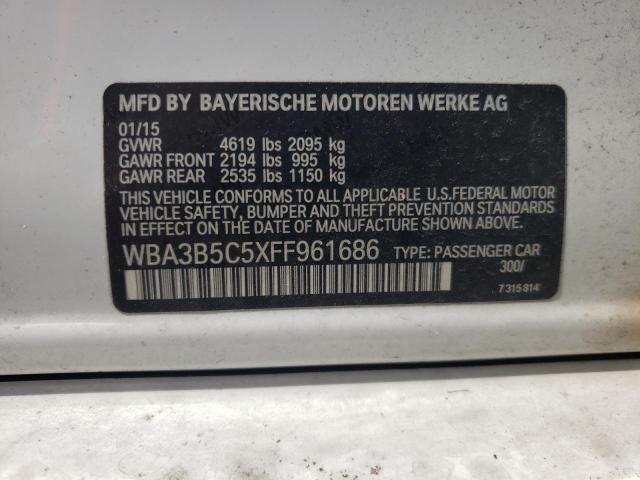 MFD BY BAYERISCHE MOTOREN WERKE AG
01/15
GVWR 4619 lbs 2095 kg
GAWR FRONT 2194 lbs 995 kg
GAWR REAR 2535 lbs 1150 kg
THIS VEHICLE CONFORMS TO ALL APPLICABLE U.S.FEDERAL MOTOR
VEHICLE SAFETY, BUMPER AND THEFT PREVENTION STANDARDS
IN EFFECT ON THE DATE OF MANUFACTURE SHOWN ABOVE.
WBA3B5C5XFF961686 TYPE: PASSENGER CAR
300/
7 315 814